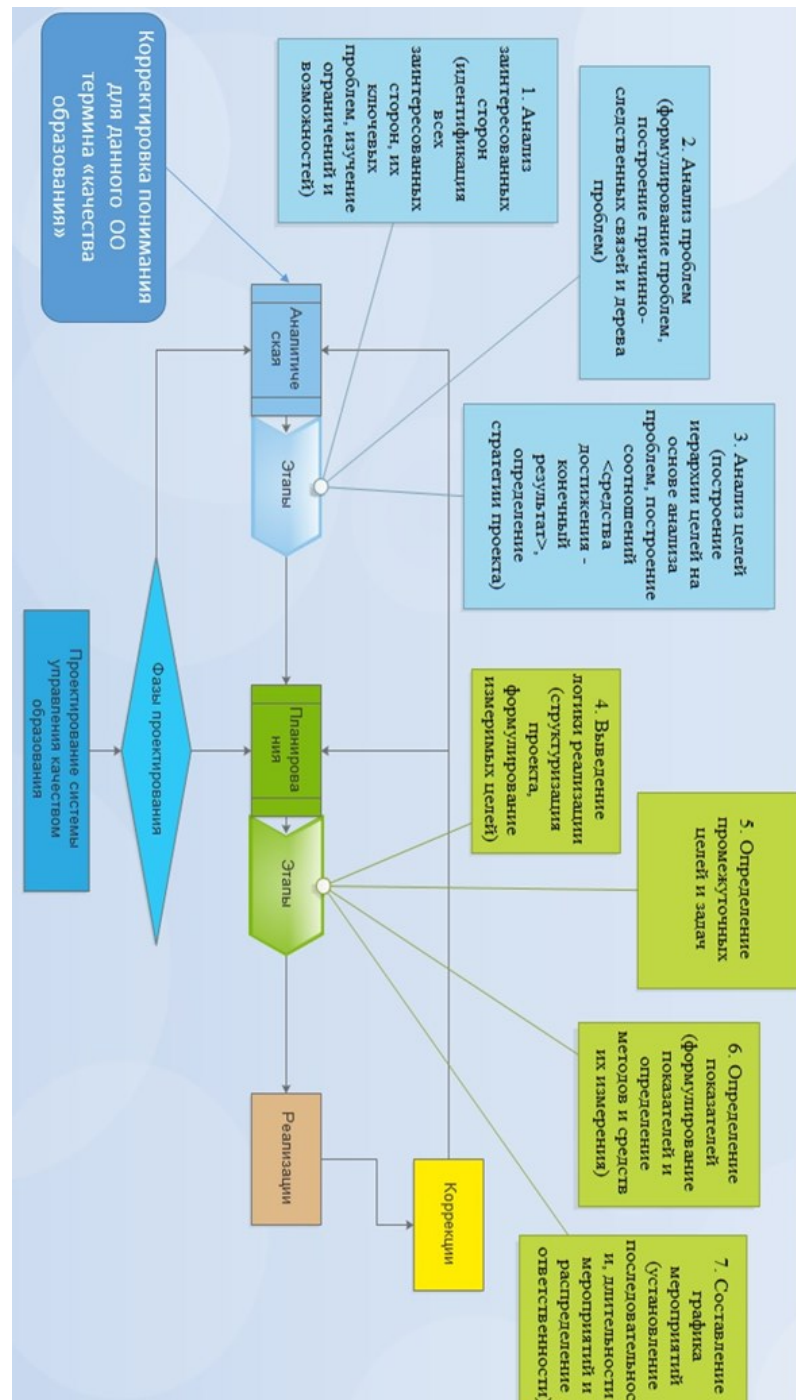 1. Анализ
заинтересованных
сторон
(идентификация
всех
заинтересованных
сторон, их
ключевых
проблем, изучение
ограничений и
возможностей)
2. Анализ проблем
(формулирование проблем,
построение причинно-
следственных связей и дерева
проблем)
3. Анализ целей
(построение
иерархии целей на
основе анализа
проблем, построение
соотношений
<средства
достижения -
конечный
результат>,
определение
стратегии проекта)
4. Выведение
логики реализации
(структуризация
проекта,
формулирование
измеримых целей)
5. Определение
промежуточных
целей и задач
6. Определение
показателей
(формулирование
показателей и
определение
методов и средств
их измерения)
7. Составление
графика
мероприятий
(установление
последовательнос
и, длительности
мероприятий и
распределение
ответственности)
Корректировка понимания
для данного ОО
термина «качества
образования»
Аналитиче
ская
Этапы
Планирова
ния
Этапы
Реализации
Коррекции
Фазы проектирования
Проектирование системы
управления качеством
образования